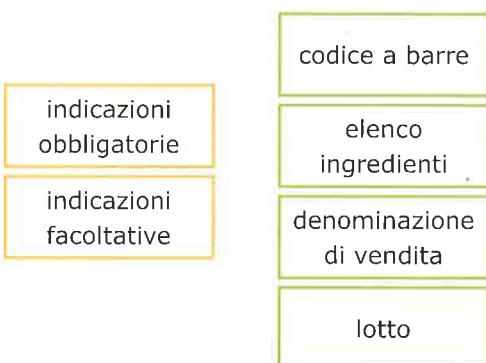 indicazioni
obbligatorie
indicazioni
facoltative
codice a barre
elenco
ingredienti
denominazione
di vendita
lotto